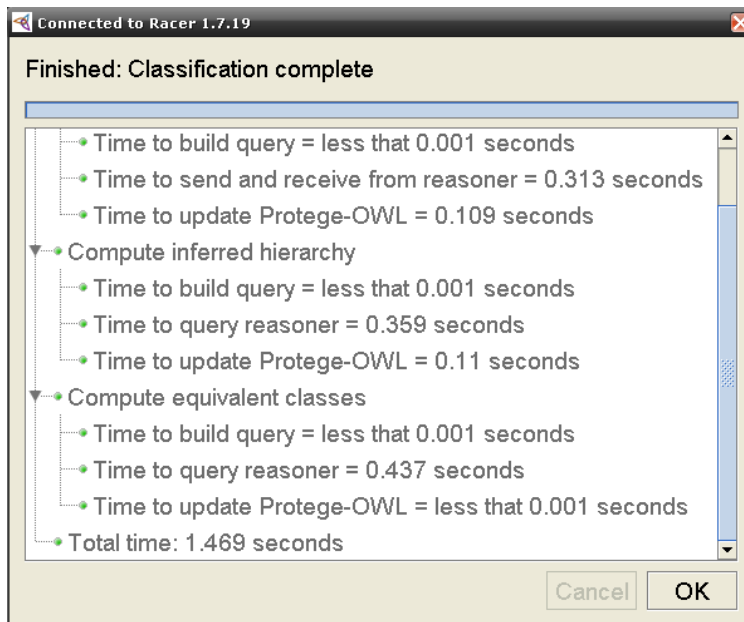 Connected to Racer 1.7.19
Finished: Classification complete
Time to build query = less that 0.001 seconds
Time to send and receive from reasoner = 0.313 seconds
Time to update Protege-OWL = 0.109 seconds
Compute inferred hierarchy
Time to build query = less that 0.001 seconds
Time to query reasoner = 0.359 seconds
Time to update Protege-OWL = 0.11 seconds
Compute equivalent classes
Time to build query = less that 0.001 seconds
Time to query reasoner = 0.437 seconds
Time to update Protege-OWL = less that 0.001 seconds
Total time: 1.469 seconds
Cancel OK